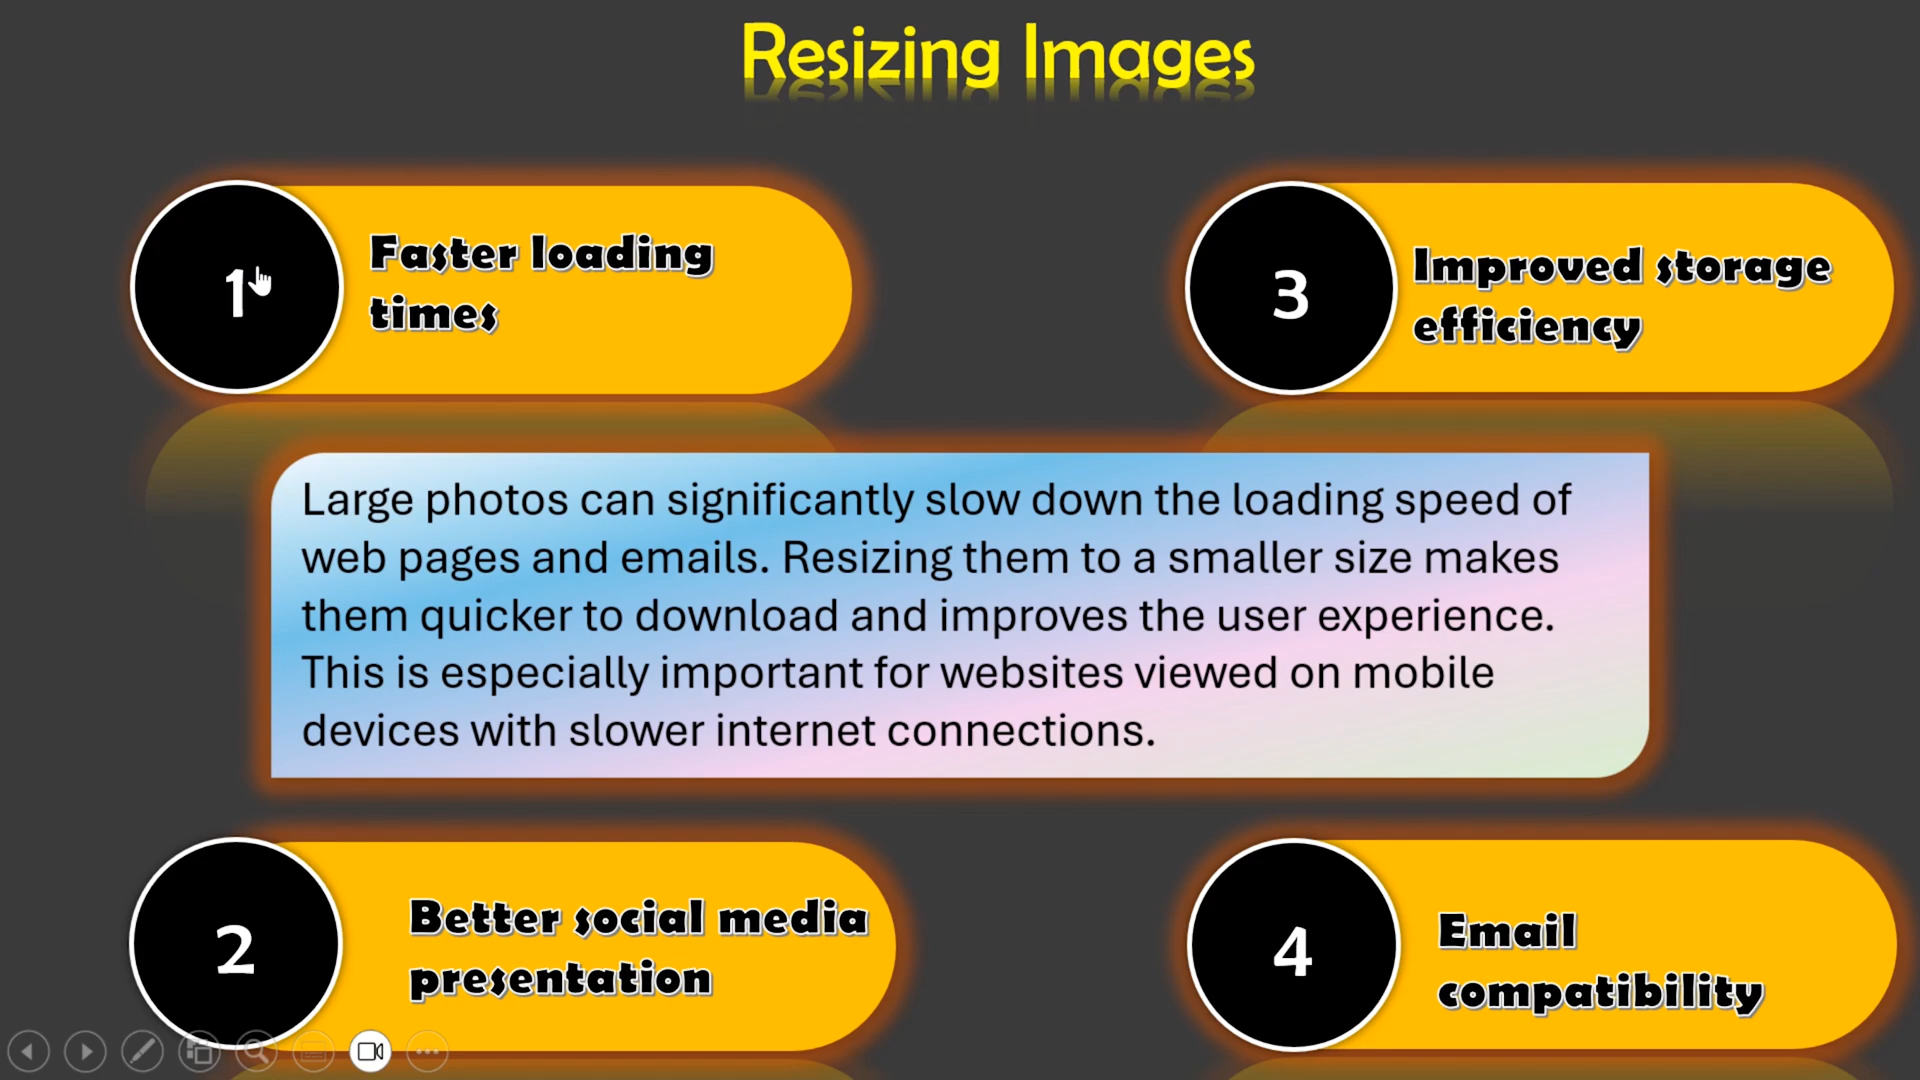 Resizing Images
1
Faster loading
times
3
Improved storage
efficiency
Large photos can significantly slow down the loading speed of
web pages and emails. Resizing them to a smaller size makes
them quicker to download and improves the user experience.
This is especially important for websites viewed on mobile
devices with slower internet connections.
2
Better social media
presentation
4
Email
compatibility